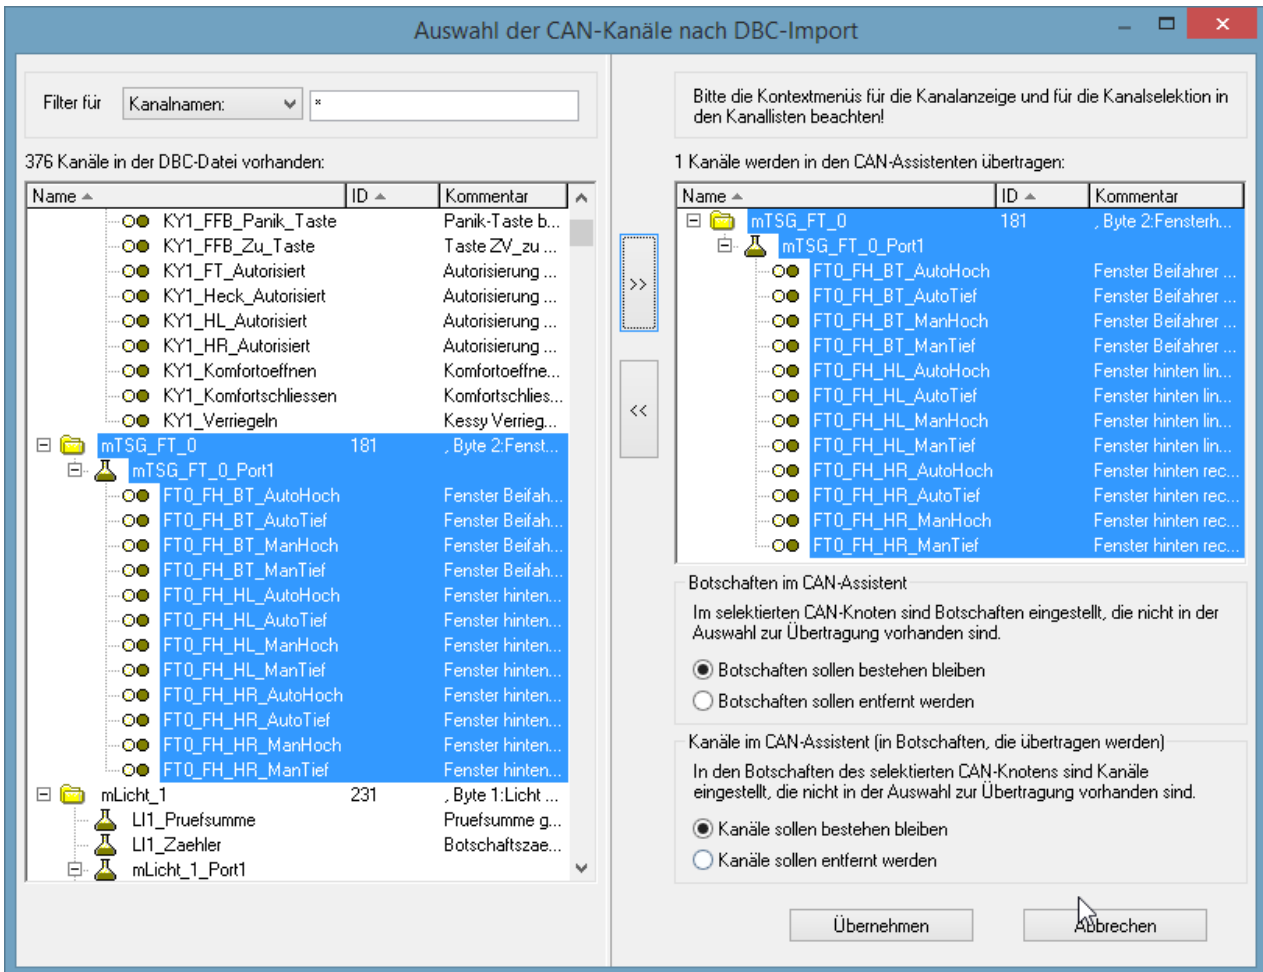 Auswahl der CAN-Kanäle nach DBC-Import
Filter für Kanalnamen: *
376 Kanäle in der DBC-Datei vorhanden:
Name ID Kommentar
KY1_FFB_Panik_Taste Panik-Taste b...
KY1_FFB_Zu_Taste Taste ZV_zu ...
KY1_FT_Autorisiert Autorisierung ...
KY1_Heck_Autorisiert Autorisierung ...
KY1_HL_Autorisiert Autorisierung ...
KY1_HR_Autorisiert Autorisierung ...
KY1_Komfortoeffnen Komfortoeffne...
KY1_Komfortschliessen Komfortschlies...
KY1_Verriegeln Kessy Verrieg...
mTSG_FT_0 181 , Byte 2:Fenst...
mTSG_FT_0_Port1
FT0_FH_BT_AutoHoch Fenster Beifah...
FT0_FH_BT_AutoTief Fenster Beifah...
FT0_FH_BT_ManHoch Fenster Beifah...
FT0_FH_BT_ManTief Fenster Beifah...
FT0_FH_HL_AutoHoch Fenster hinten...
FT0_FH_HL_AutoTief Fenster hinten...
FT0_FH_HL_ManHoch Fenster hinten...
FT0_FH_HL_ManTief Fenster hinten...
FT0_FH_HR_AutoHoch Fenster hinten...
FT0_FH_HR_AutoTief Fenster hinten...
FT0_FH_HR_ManHoch Fenster hinten...
FT0_FH_HR_ManTief Fenster hinten...
mLicht_1 231 , Byte 1:Licht ...
LI1_Pruefsumme Pruefsumme g...
LI1_Zaehler Botschaftszae...
mLicht_1_Port1
>>
<<
Bitte die Kontextmenüs für die Kanalanzeige und für die Kanalselektion in
den Kanallisten beachten!
1 Kanäle werden in den CAN-Assistenten übertragen:
Name ID Kommentar
mTSG_FT_0 181 , Byte 2:Fensterh...
mTSG_FT_0_Port1
FT0_FH_BT_AutoHoch Fenster Beifahrer ...
FT0_FH_BT_AutoTief Fenster Beifahrer ...
FT0_FH_BT_ManHoch Fenster Beifahrer ...
FT0_FH_BT_ManTief Fenster Beifahrer ...
FT0_FH_HL_AutoHoch Fenster hinten lin...
FT0_FH_HL_AutoTief Fenster hinten lin...
FT0_FH_HL_ManHoch Fenster hinten lin...
FT0_FH_HL_ManTief Fenster hinten lin...
FT0_FH_HR_AutoHoch Fenster hinten rec...
FT0_FH_HR_AutoTief Fenster hinten rec...
FT0_FH_HR_ManHoch Fenster hinten rec...
FT0_FH_HR_ManTief Fenster hinten rec...
Botschaften im CAN-Assistent
Im selektierten CAN-Knoten sind Botschaften eingestellt, die nicht in der
Auswahl zur Übertragung vorhanden sind.
Botschaften sollen bestehen bleiben
Botschaften sollen entfernt werden
Kanäle im CAN-Assistent (in Botschaften, die übertragen werden)
In den Botschaften des selektierten CAN-Knotens sind Kanäle
eingestellt, die nicht in der Auswahl zur Übertragung vorhanden sind.
Kanäle sollen bestehen bleiben
Kanäle sollen entfernt werden
Übernehmen Abbrechen